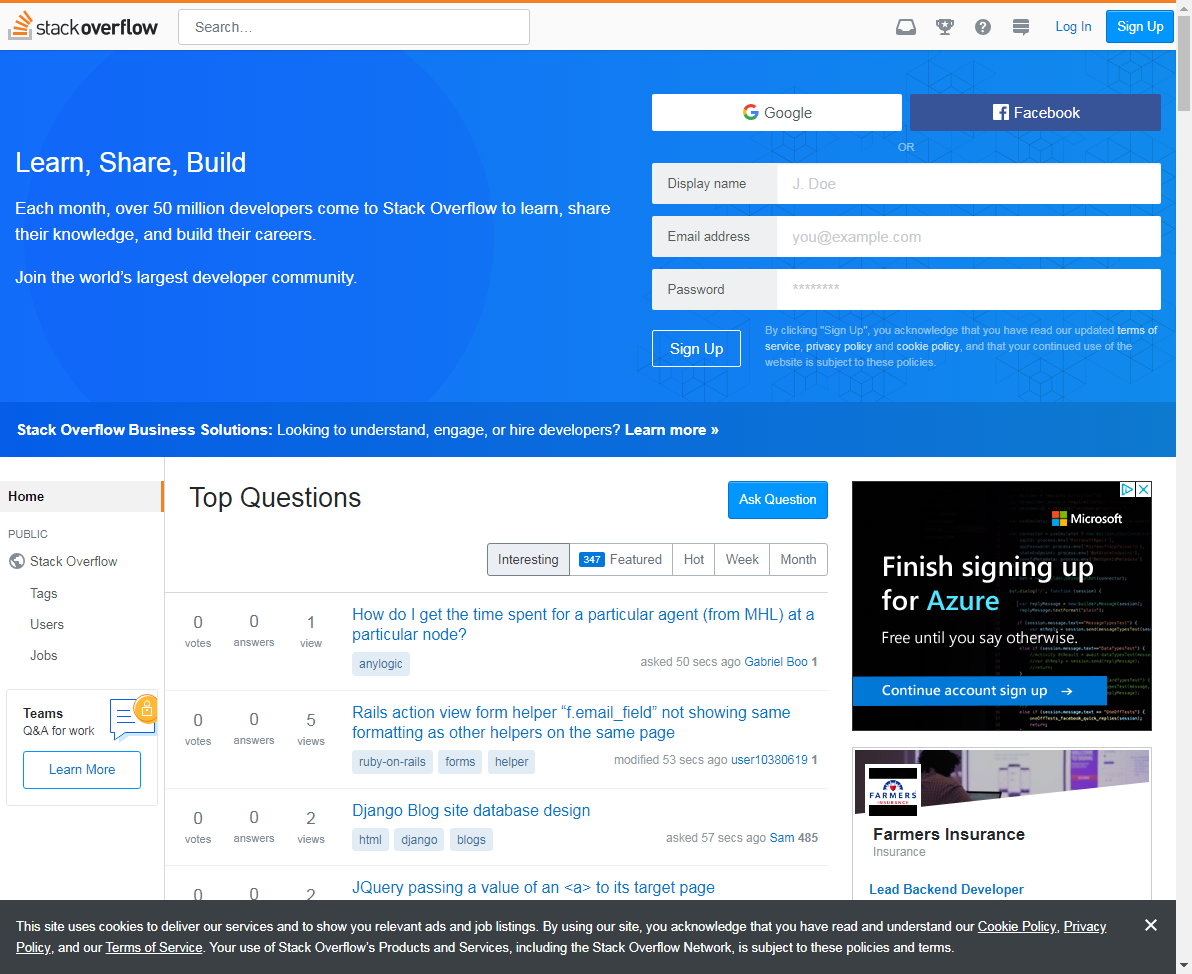 stackoverflow
Search…
Log In
Sign Up
Google
Facebook
OR
Learn, Share, Build
Each month, over 50 million developers come to Stack Overflow to learn, share
their knowledge, and build their careers.
Join the world’s largest developer community.
Display name
J. Doe
Email address
you@example.com
Password
********
Sign Up
By clicking "Sign Up", you acknowledge that you have read our updated terms of
service, privacy policy and cookie policy, and that your continued use of the
website is subject to these policies.
Stack Overflow Business Solutions: Looking to understand, engage, or hire developers? Learn more »
Home
PUBLIC
Stack Overflow
Tags
Users
Jobs
Teams
Q&A for work
Learn More
Top Questions
Ask Question
Interesting
347 Featured
Hot
Week
Month
0 votes
0 answers
1 view
How do I get the time spent for a particular agent (from MHL) at a
particular node?
anylogic
asked 50 secs ago Gabriel Boo 1
0 votes
0 answers
5 views
Rails action view form helper “f.email_field” not showing same
formatting as other helpers on the same page
ruby-on-rails forms helper
modified 53 secs ago user10380619 1
0 votes
0 answers
2 views
Django Blog site database design
html django blogs
asked 57 secs ago Sam 485
0
0
2
JQuery passing a value of an <a> to its target page
Microsoft
Finish signing up
for Azure
Free until you say otherwise.
Continue account sign up →
FARMERS
INSURANCE
Farmers Insurance
Insurance
Lead Backend Developer
This site uses cookies to deliver our services and to show you relevant ads and job listings. By using our site, you acknowledge that you have read and understand our Cookie Policy, Privacy
Policy, and our Terms of Service. Your use of Stack Overflow’s Products and Services, including the Stack Overflow Network, is subject to these policies and terms.